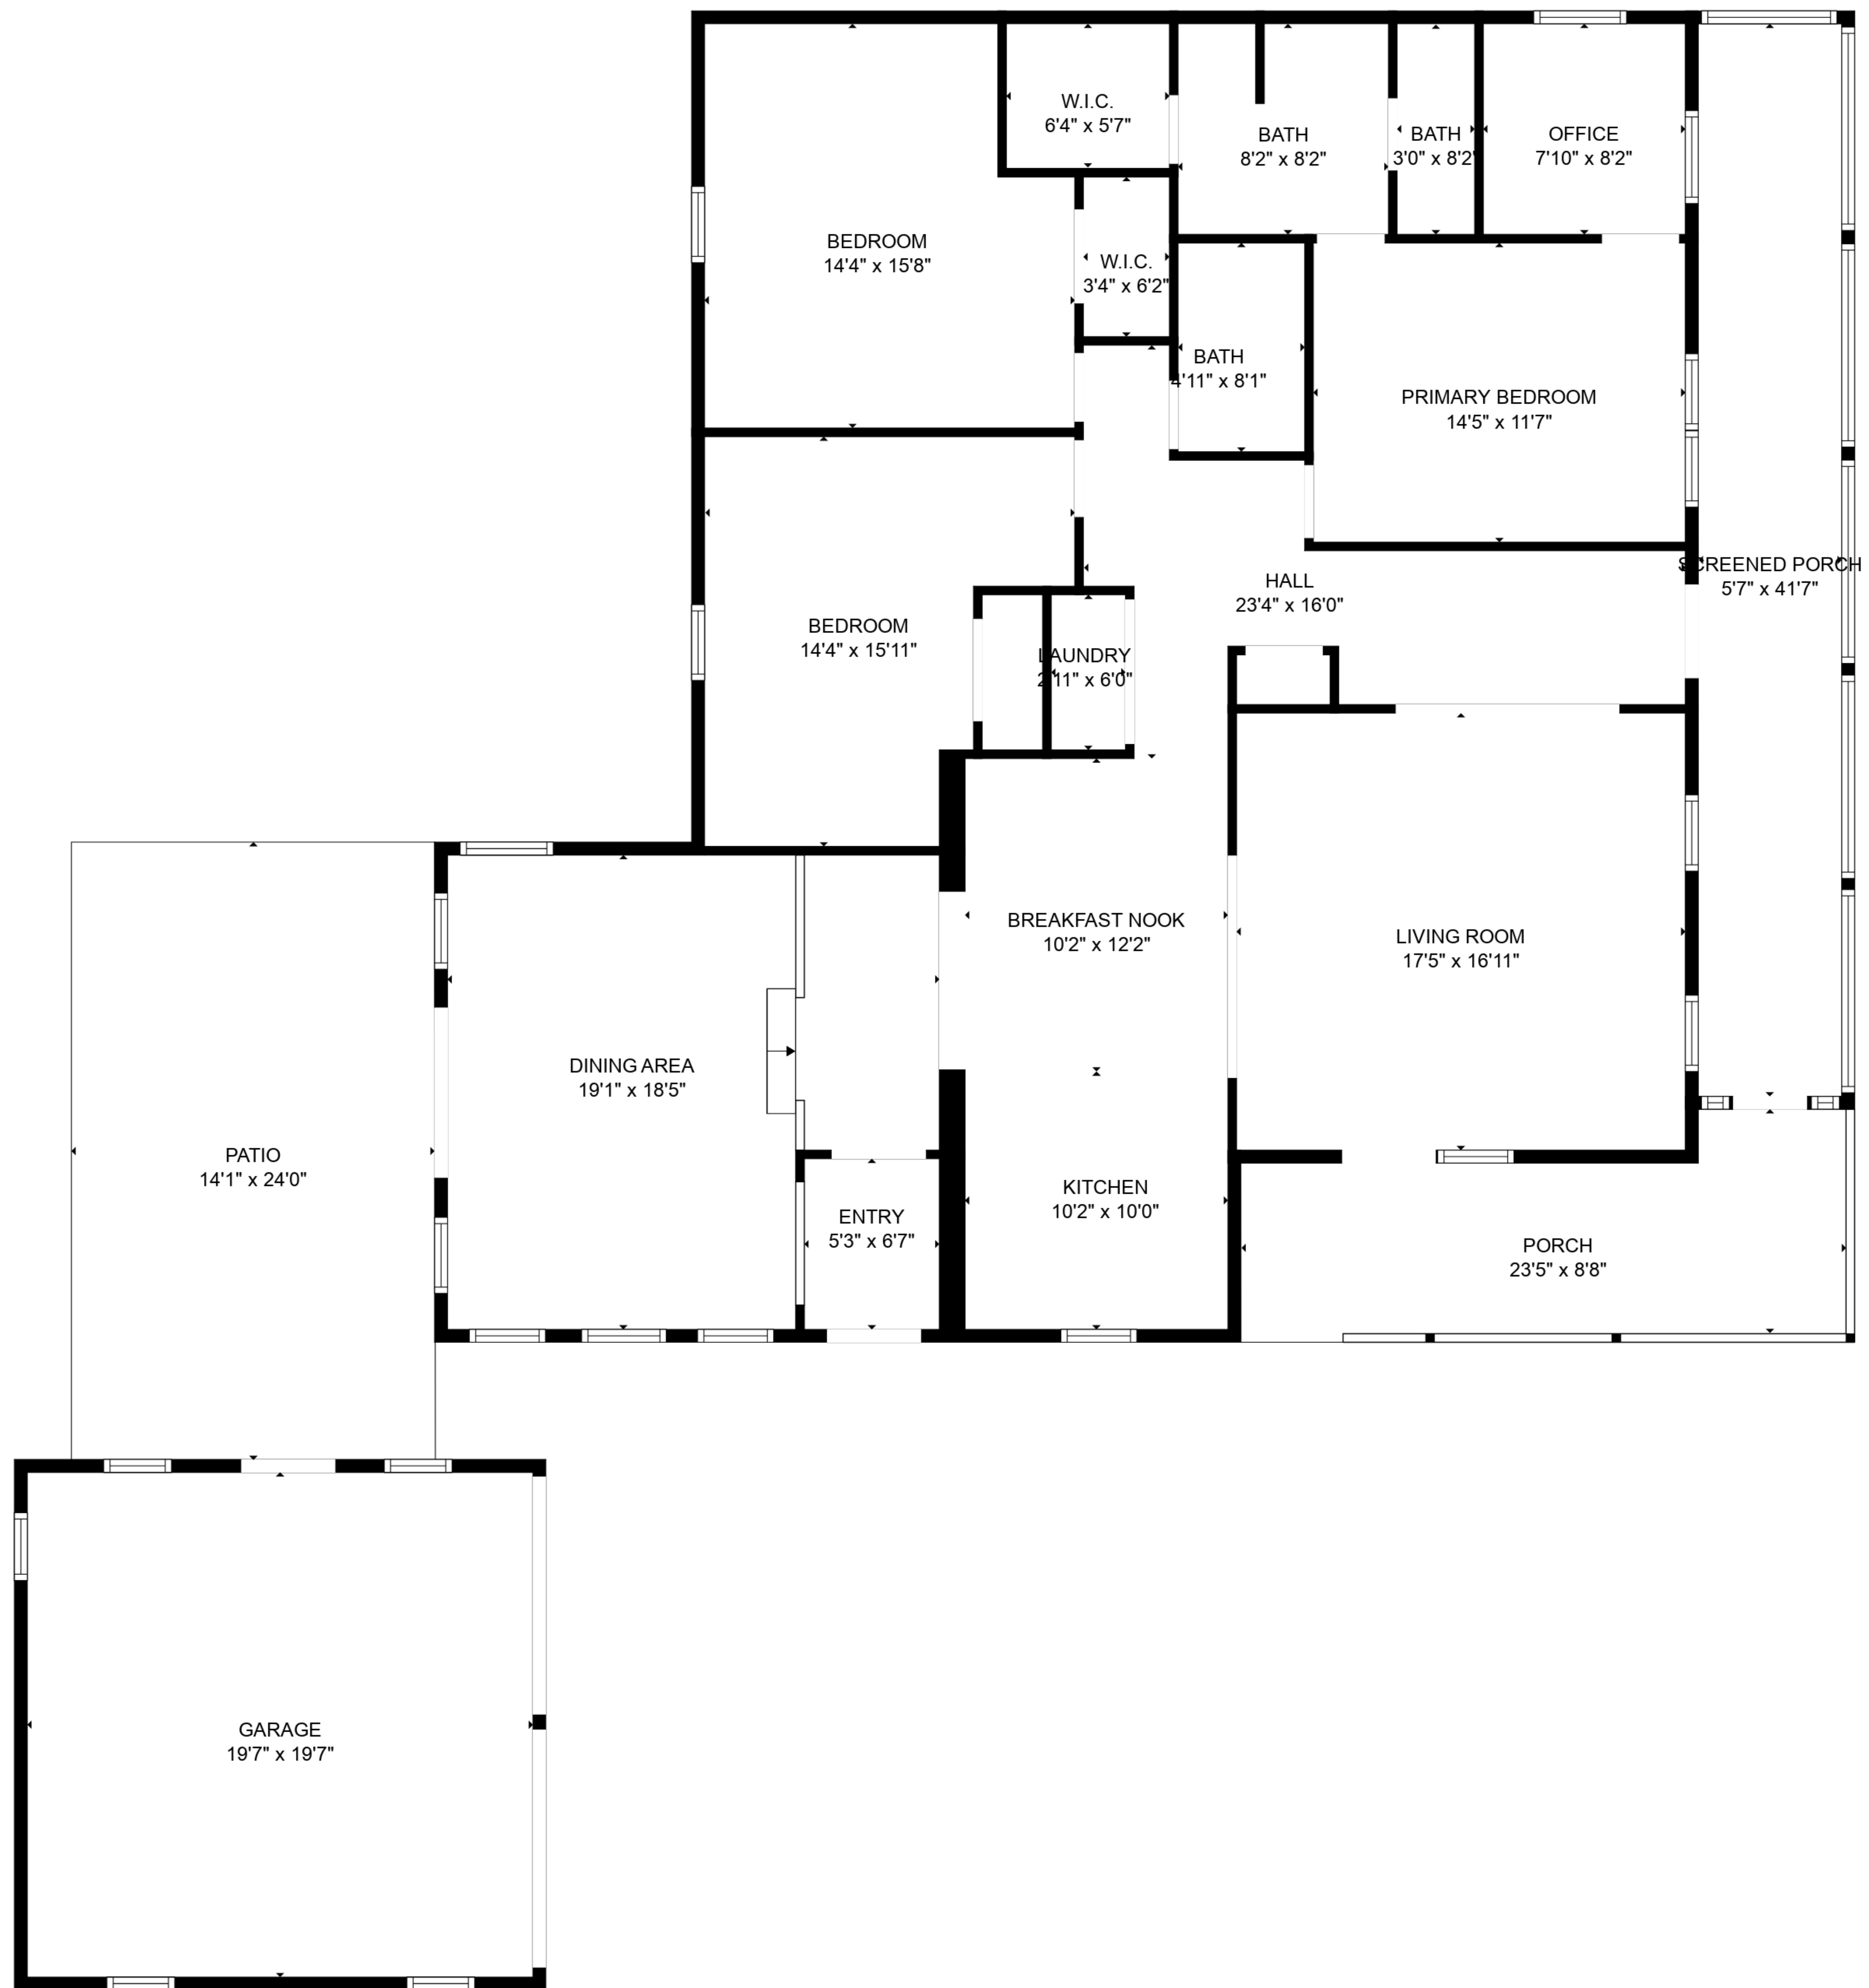 W.I.C.
6'4" x 5'7"
BATH
8'2" x 8'2"
BATH
3'0" x 8'2"
OFFICE
7'10" x 8'2"
BEDROOM
14'4" x 15'8"
W.I.C.
3'4" x 6'2"
BATH
4'11" x 8'1"
PRIMARY BEDROOM
14'5" x 11'7"
SCREENED PORCH
5'7" x 41'7"
HALL
23'4" x 16'0"
BEDROOM
14'4" x 15'11"
LAUNDRY
2'11" x 6'0"
BREAKFAST NOOK
10'2" x 12'2"
LIVING ROOM
17'5" x 16'11"
DINING AREA
19'1" x 18'5"
PATIO
14'1" x 24'0"
KITCHEN
10'2" x 10'0"
ENTRY
5'3" x 6'7"
PORCH
23'5" x 8'8"
GARAGE
19'7" x 19'7"